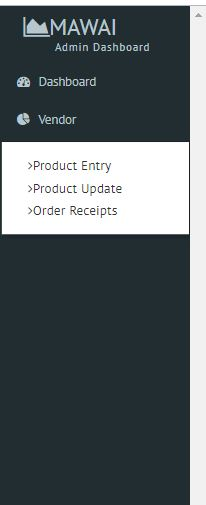 MAWAI
Admin Dashboard
Dashboard
Vendor
>Product Entry
>Product Update
>Order Receipts